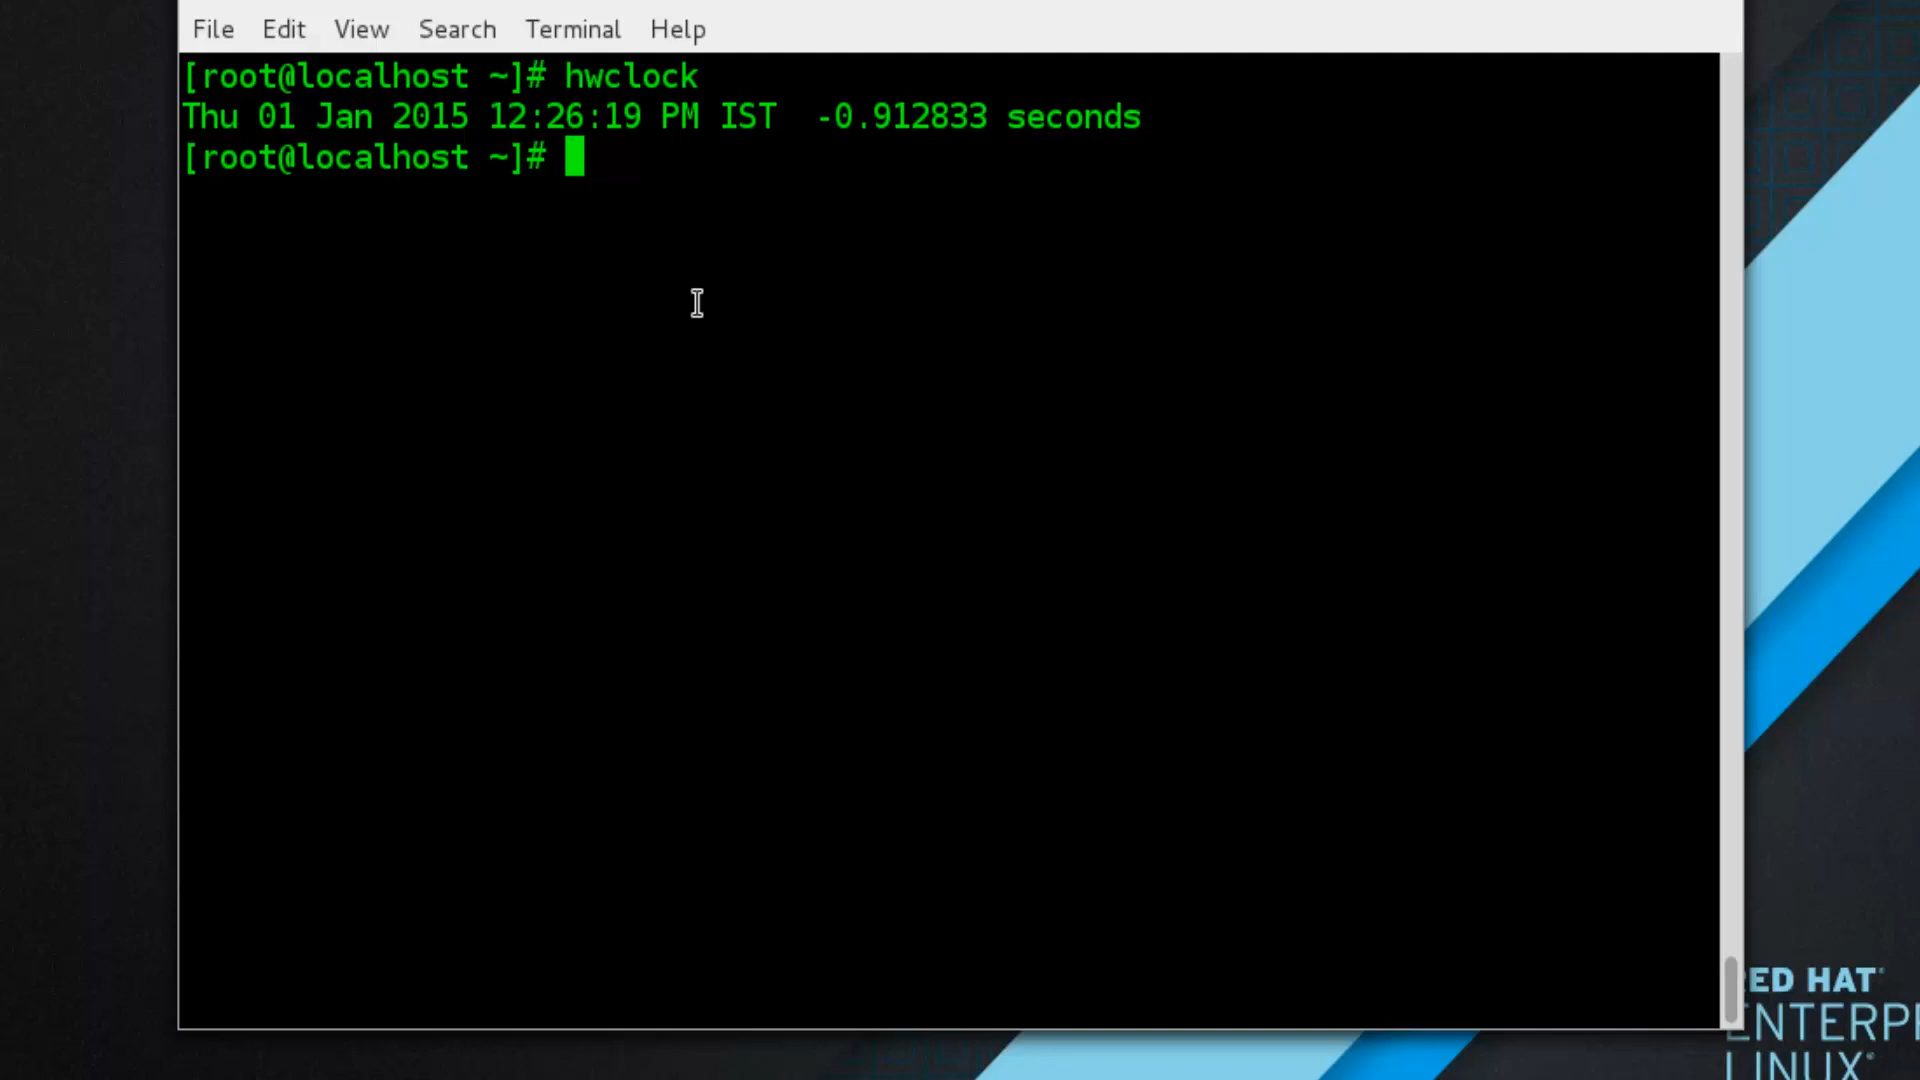 File Edit View Search Terminal Help
[root@localhost ~]# hwclock
Thu 01 Jan 2015 12:26:19 PM IST  -0.912833 seconds
[root@localhost ~]#
RED HAT
ENTERP
LINUX